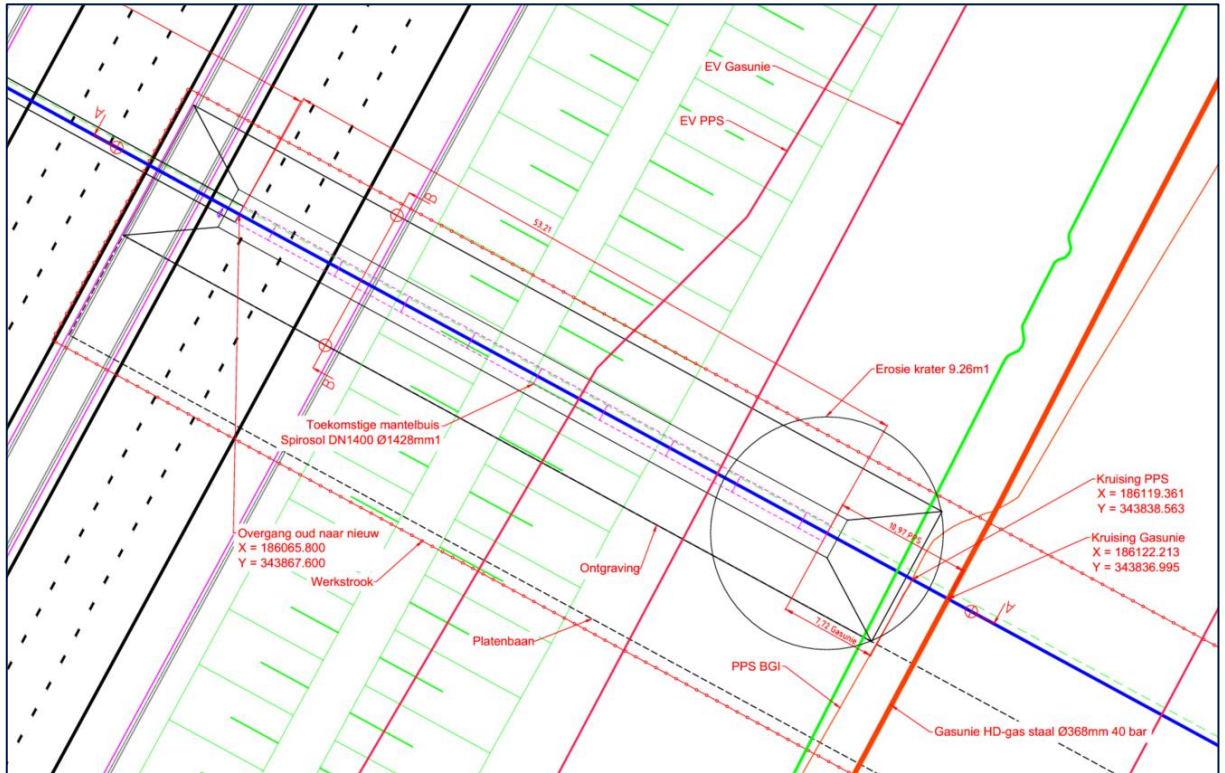 EV Gasunie
EV PPS
A
B
53.21
Erosie krater 9.26m1
B
Toekomstige mantelbuis
Spirosol DN1400 Ø1428mm1
Kruising PPS
X = 186119.361
Y = 343838.563
10.97 PPS
Overgang oud naar nieuw
X = 186065.800
Y = 343867.600
Werkstrook
Kruising Gasunie
X = 186122.213
Y = 343836.995
Ontgraving
A
7.72 Gasunie
Platenbaan
PPS BGI
Gasunie HD-gas staal Ø368mm 40 bar